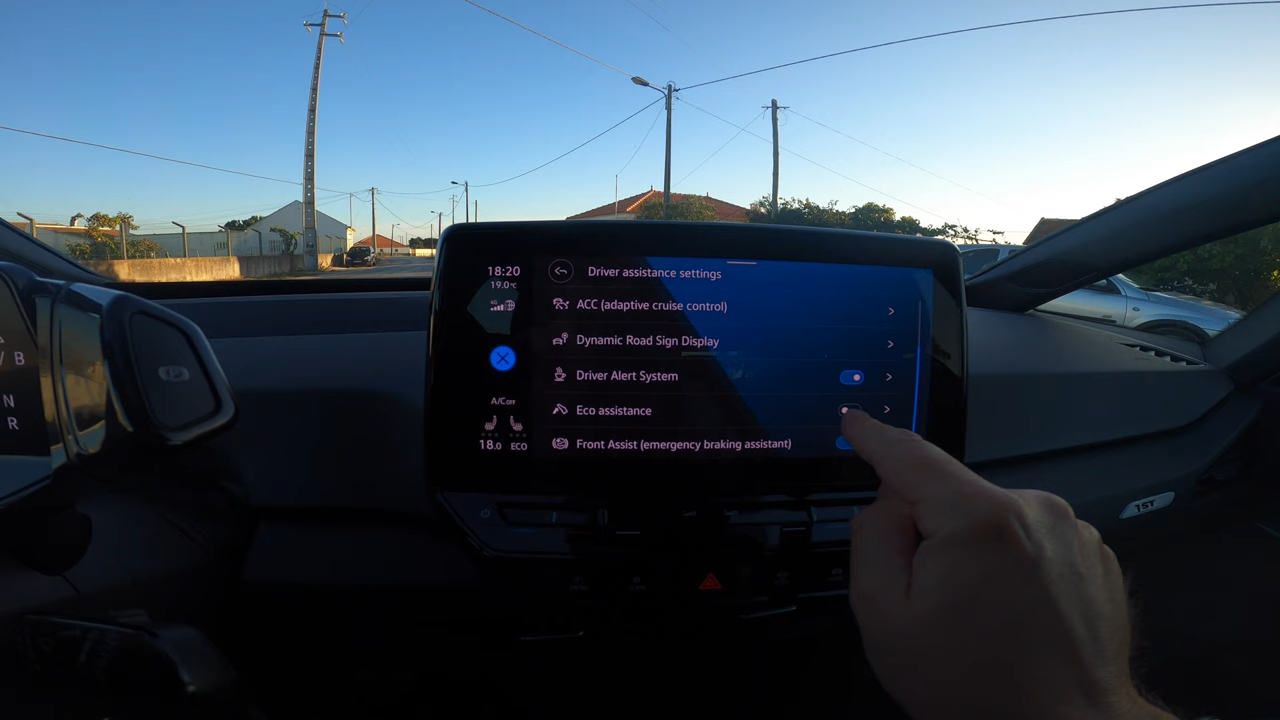 18:20
19.0°C
4G
A/C OFF
18.0 ECO
Driver assistance settings
ACC (adaptive cruise control)
Dynamic Road Sign Display
Driver Alert System
Eco assistance
Front Assist (emergency braking assistant)
/ B
N
R
P
1ST